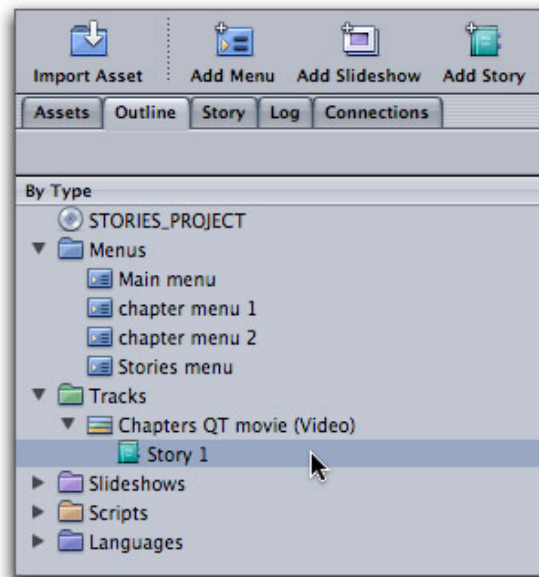 Import Asset Add Menu Add Slideshow Add Story
Assets Outline Story Log Connections
By Type
STORIES_PROJECT
Menus
Main menu
chapter menu 1
chapter menu 2
Stories menu
Tracks
Chapters QT movie (Video)
Story 1
Slideshows
Scripts
Languages